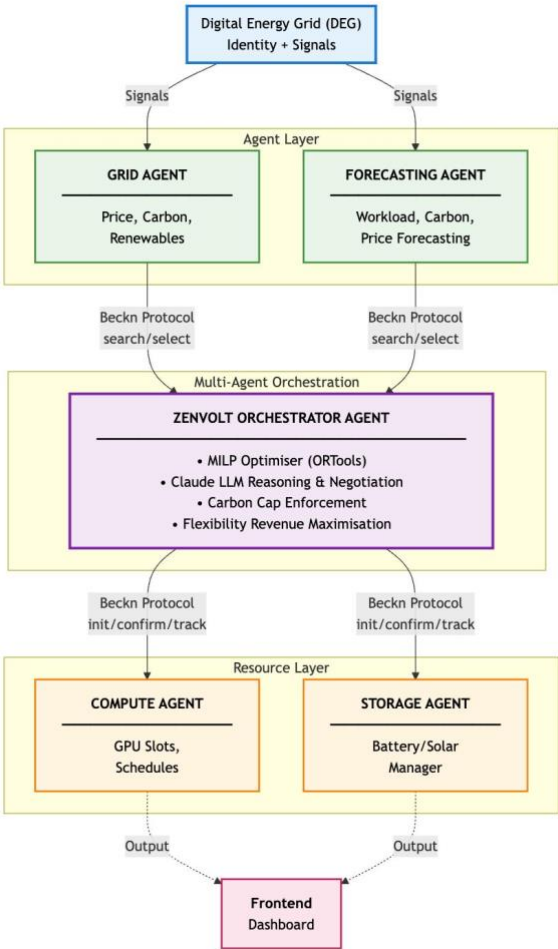 Digital Energy Grid (DEG)
Identity + Signals
Signals
Signals
Agent Layer
GRID AGENT
Price, Carbon,
Renewables
FORECASTING AGENT
Workload, Carbon,
Price Forecasting
Beckn Protocol
search/select
Beckn Protocol
search/select
Multi-Agent Orchestration
ZENVOLT ORCHESTRATOR AGENT
• MILP Optimiser (ORTools)
• Claude LLM Reasoning & Negotiation
• Carbon Cap Enforcement
• Flexibility Revenue Maximisation
Beckn Protocol
init/confirm/track
Beckn Protocol
init/confirm/track
Resource Layer
COMPUTE AGENT
GPU Slots,
Schedules
STORAGE AGENT
Battery/Solar
Manager
Output
Output
Frontend
Dashboard